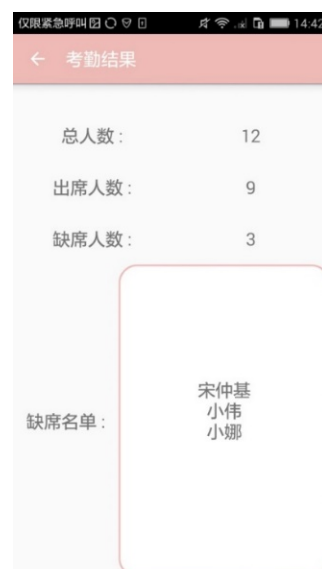 仅限紧急呼叫 14:42
考勤结果
总人数： 12
出席人数： 9
缺席人数： 3
宋仲基
小伟
缺席名单：
小娜